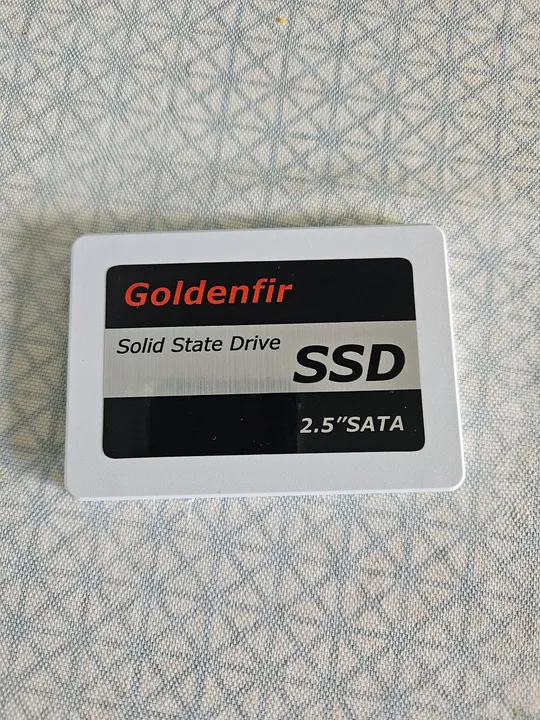 Goldenfir
Solid State Drive
SSD
2.5"SATA